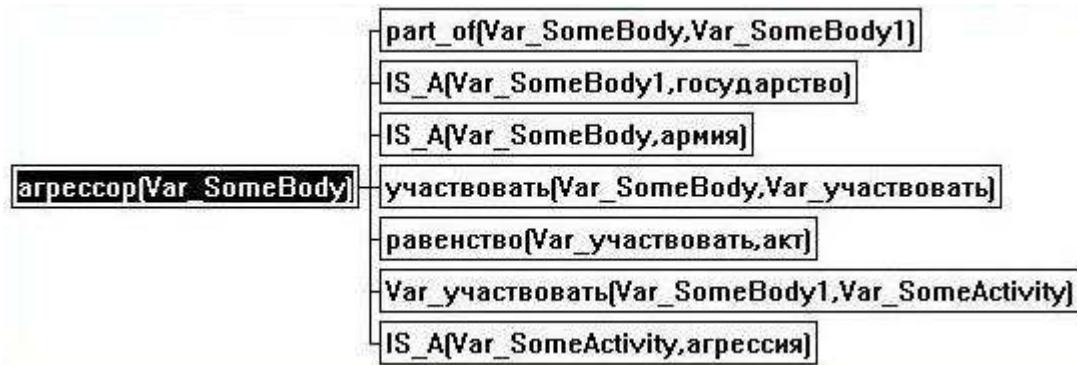 part_of(Var_SomeBody,Var_SomeBody1)
IS_A(Var_SomeBody1,государство)
IS_A(Var_SomeBody,армия)
агрессор(Var_SomeBody)
участвовать(Var_SomeBody,Var_участвовать)
равенство(Var_участвовать,акт)
Var_участвовать(Var_SomeBody1,Var_SomeActivity)
IS_A(Var_SomeActivity,агрессия)